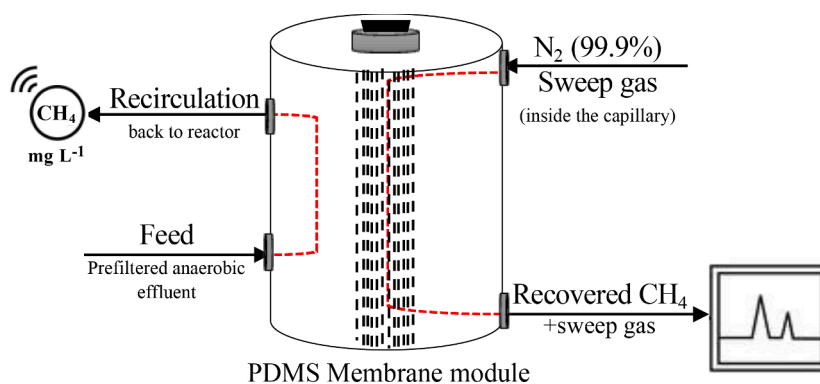 N₂ (99.9%)
Sweep gas
(inside the capillary)
Recirculation
back to reactor
CH₄
mg L⁻¹
Feed
Prefiltered anaerobic
effluent
Recovered CH₄
+sweep gas
PDMS Membrane module